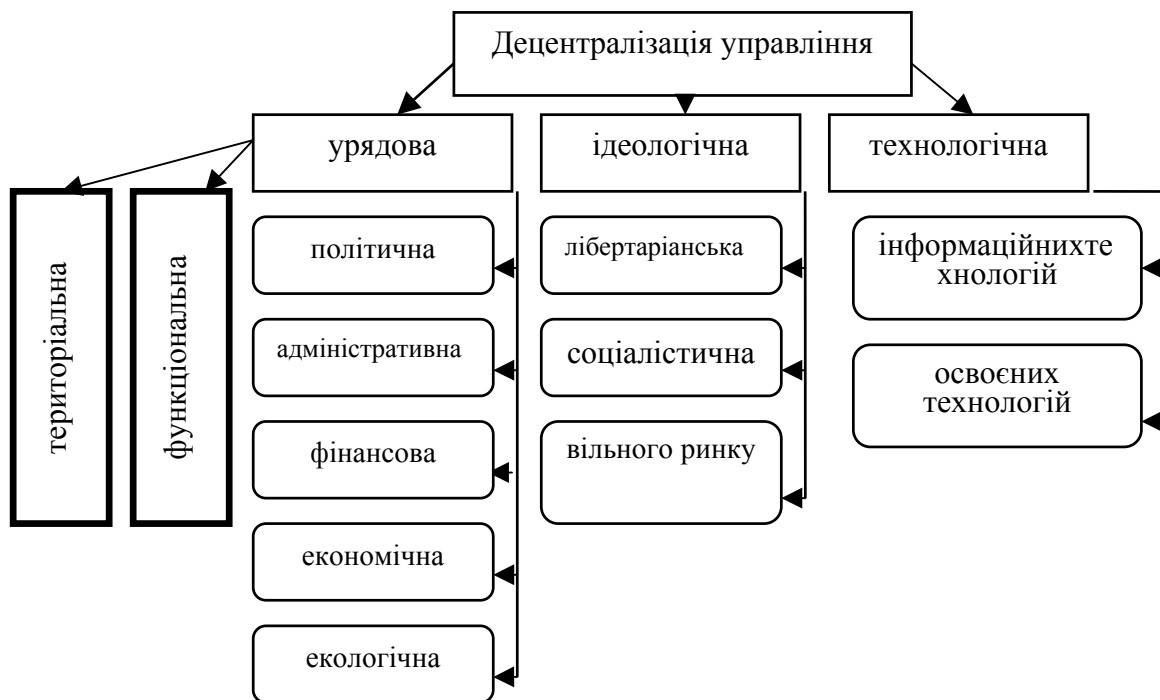 Децентралізація управління
урядова
ідеологічна
технологічна
територіальна
функціональна
політична
адміністративна
фінансова
економічна
екологічна
лібертаріанська
соціалістична
вільного ринку
інформаційнихте
хнологій
освоєних
технологій